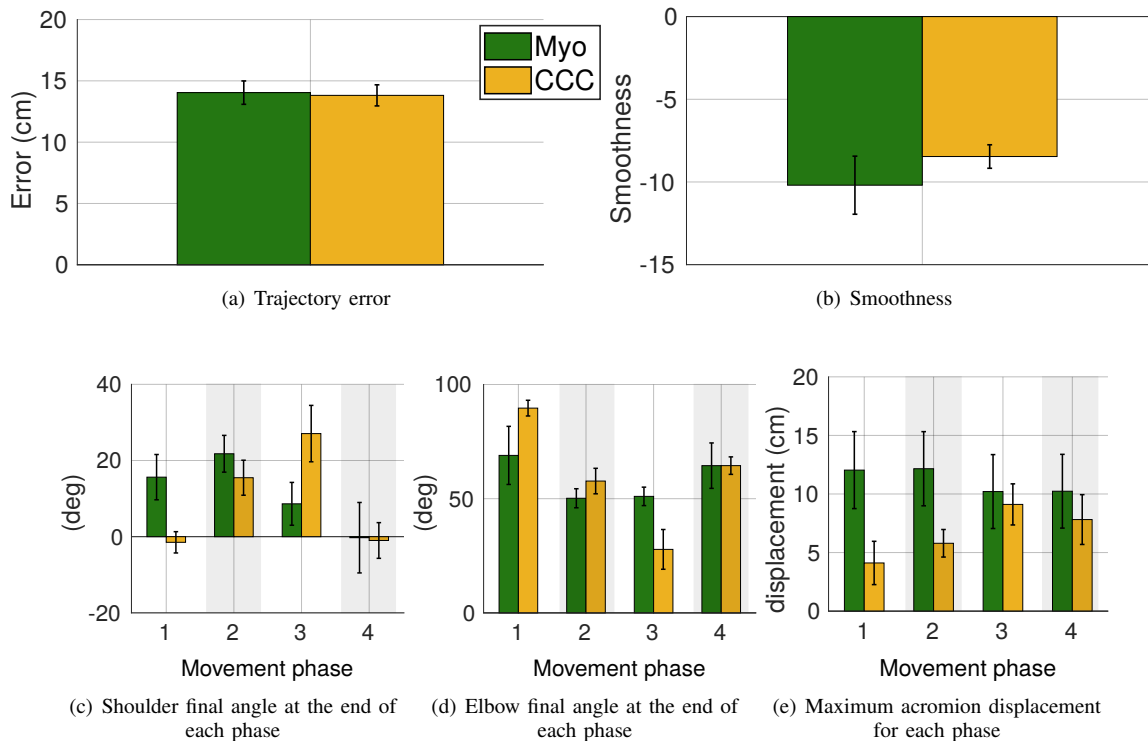 20
15
10
5
0
Error (cm)
Myo
CCC
(a) Trajectory error
0
-5
-10
-15
Smoothness
(b) Smoothness
40
20
0
-20
(deg)
1 2 3 4
Movement phase
(c) Shoulder final angle at the end of
each phase
100
50
0
(deg)
1 2 3 4
Movement phase
(d) Elbow final angle at the end of
each phase
20
15
10
5
0
displacement (cm)
1 2 3 4
Movement phase
(e) Maximum acromion displacement
for each phase